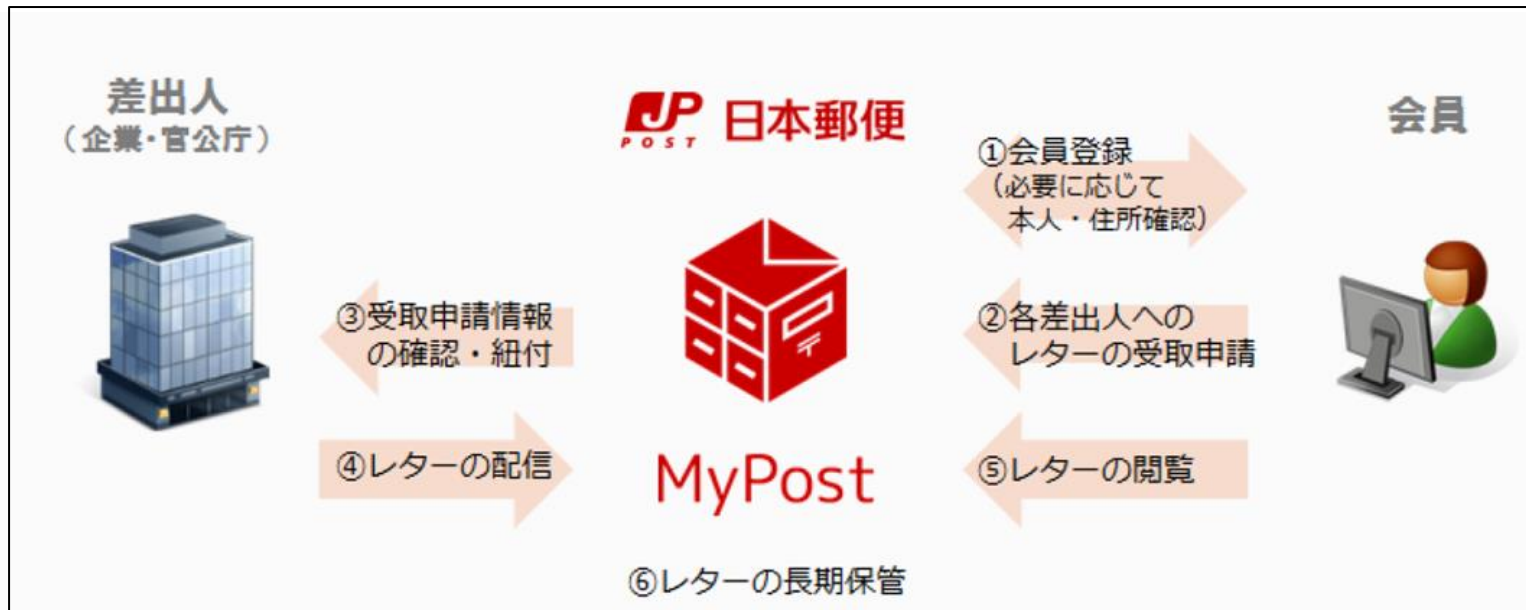 差出人
（企業・官公庁）
JP
POST
日本郵便
会員
①会員登録
（必要に応じて
本人・住所確認）
③受取申請情報
の確認・紐付
②各差出人への
レターの受取申請
〒
④レターの配信
MyPost
⑤レターの閲覧
⑥レターの長期保管